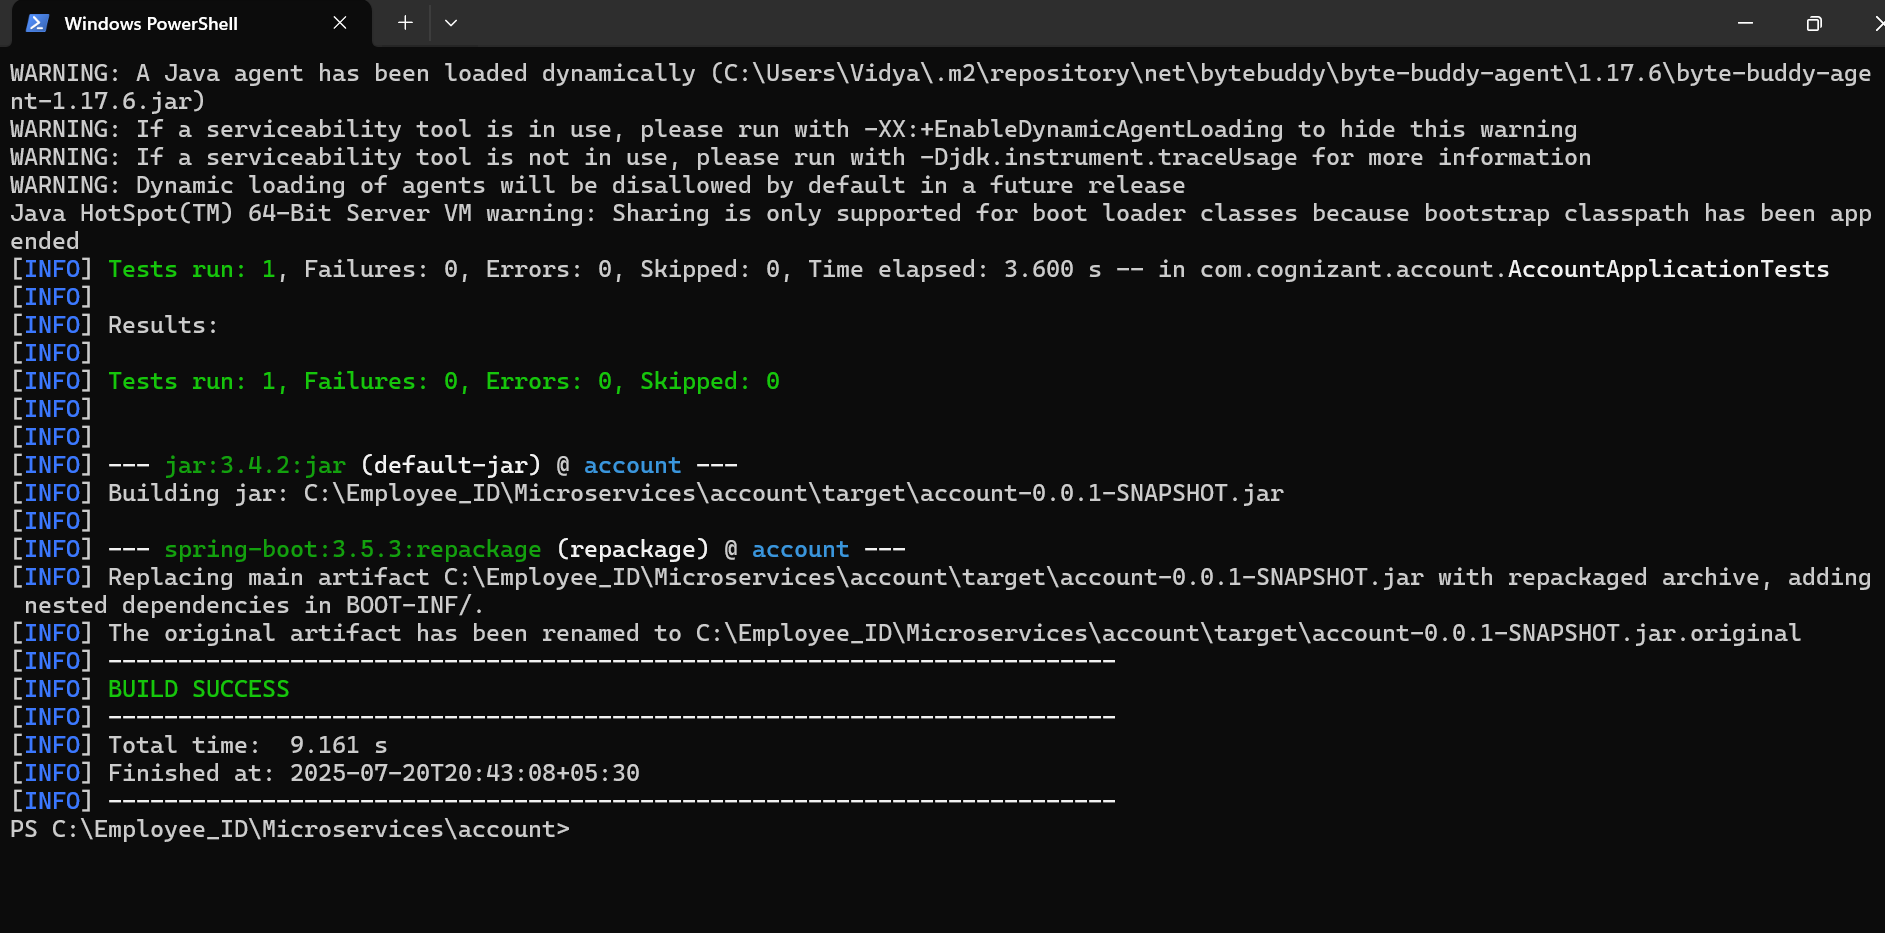 Windows PowerShell
WARNING: A Java agent has been loaded dynamically (C:\Users\Vidya\.m2\repository\net\bytebuddy\byte-buddy-agent\1.17.6\byte-buddy-age
nt-1.17.6.jar)
WARNING: If a serviceability tool is in use, please run with -XX:+EnableDynamicAgentLoading to hide this warning
WARNING: If a serviceability tool is not in use, please run with -Djdk.instrument.traceUsage for more information
WARNING: Dynamic loading of agents will be disallowed by default in a future release
Java HotSpot(TM) 64-Bit Server VM warning: Sharing is only supported for boot loader classes because bootstrap classpath has been app
ended
[INFO] Tests run: 1, Failures: 0, Errors: 0, Skipped: 0, Time elapsed: 3.600 s -- in com.cognizant.account.AccountApplicationTests
[INFO]
[INFO] Results:
[INFO]
[INFO] Tests run: 1, Failures: 0, Errors: 0, Skipped: 0
[INFO]
[INFO]
[INFO] --- jar:3.4.2:jar (default-jar) @ account ---
[INFO] Building jar: C:\Employee_ID\Microservices\account\target\account-0.0.1-SNAPSHOT.jar
[INFO]
[INFO] --- spring-boot:3.5.3:repackage (repackage) @ account ---
[INFO] Replacing main artifact C:\Employee_ID\Microservices\account\target\account-0.0.1-SNAPSHOT.jar with repackaged archive, adding
 nested dependencies in BOOT-INF/.
[INFO] The original artifact has been renamed to C:\Employee_ID\Microservices\account\target\account-0.0.1-SNAPSHOT.jar.original
[INFO] ------------------------------------------------------------------------
[INFO] BUILD SUCCESS
[INFO] ------------------------------------------------------------------------
[INFO] Total time:  9.161 s
[INFO] Finished at: 2025-07-20T20:43:08+05:30
[INFO] ------------------------------------------------------------------------
PS C:\Employee_ID\Microservices\account>